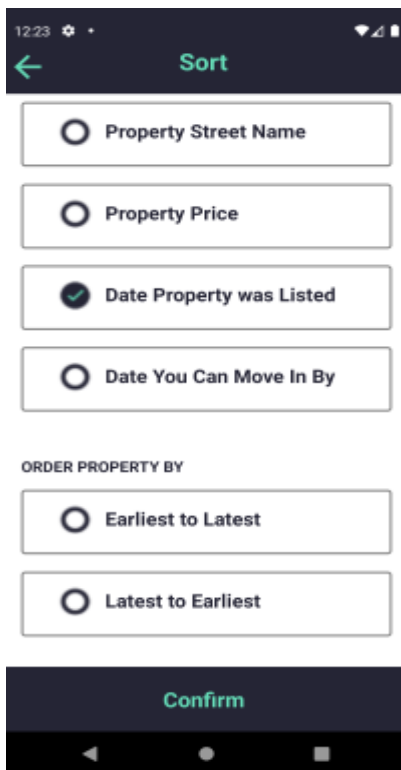 12:23
Sort
Property Street Name
Property Price
Date Property was Listed
Date You Can Move In By
ORDER PROPERTY BY
Earliest to Latest
Latest to Earliest
Confirm